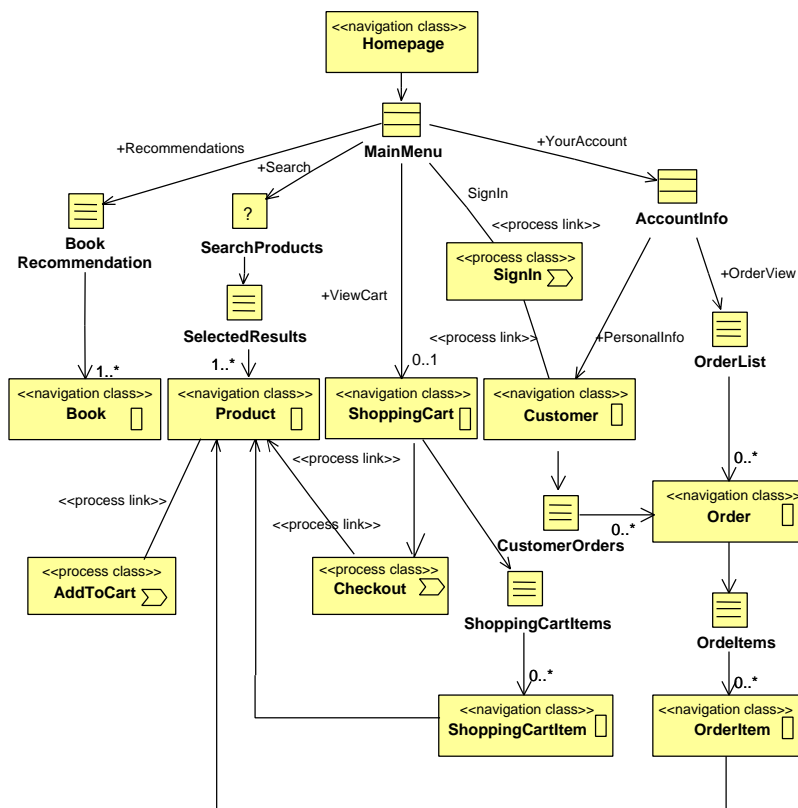 <<navigation class>>
Homepage
MainMenu
+Recommendations
+Search
+YourAccount
SignIn
<<process link>>
?
Book
Recommendation
SearchProducts
AccountInfo
<<process class>>
SignIn
+ViewCart
+OrderView
SelectedResults
<<process link>>
+PersonalInfo
OrderList
1..*
1..*
0..1
<<navigation class>>
Book
<<navigation class>>
Product
<<navigation class>>
ShoppingCart
<<navigation class>>
Customer
0..*
<<process link>>
<<process link>>
<<process link>>
<<navigation class>>
Order
0..*
CustomerOrders
<<process class>>
AddToCart
<<process class>>
Checkout
ShoppingCartItems
OrdeItems
0..*
0..*
<<navigation class>>
ShoppingCartItem
<<navigation class>>
OrderItem